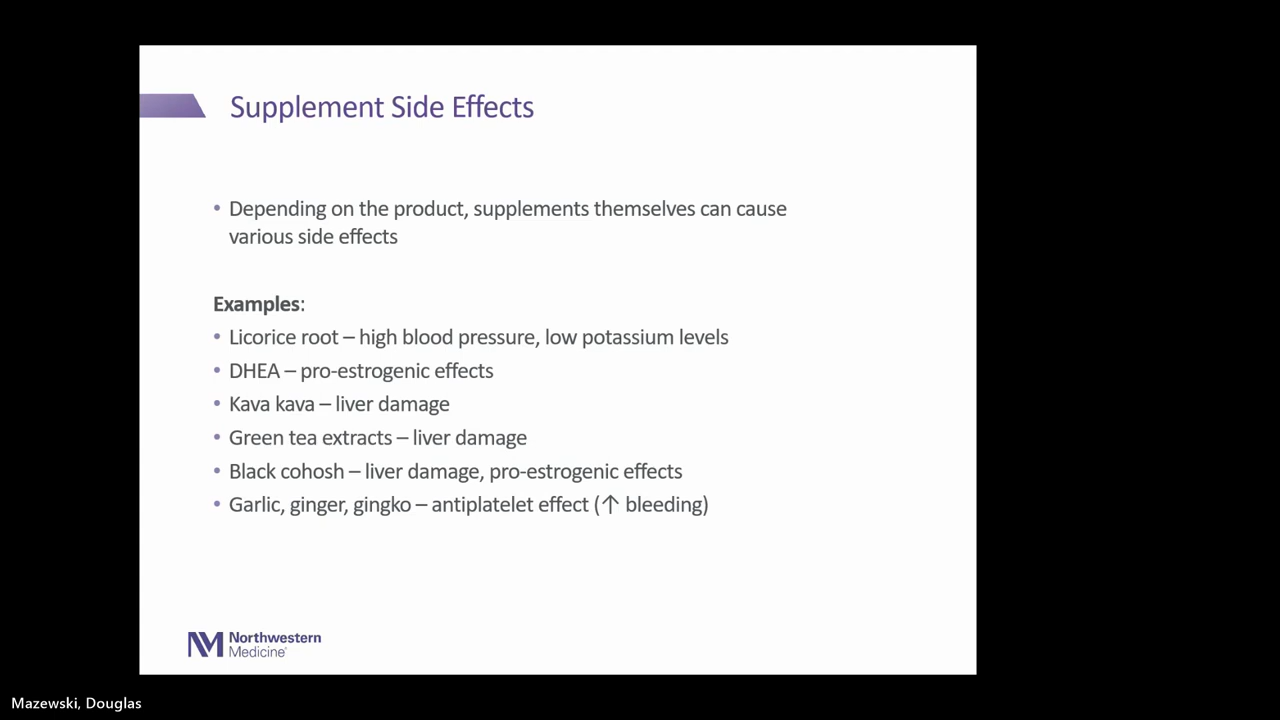 Supplement Side Effects
• Depending on the product, supplements themselves can cause
various side effects
Examples:
• Licorice root – high blood pressure, low potassium levels
• DHEA – pro-estrogenic effects
• Kava kava – liver damage
• Green tea extracts – liver damage
• Black cohosh – liver damage, pro-estrogenic effects
• Garlic, ginger, gingko – antiplatelet effect (↑ bleeding)
NM Northwestern
Medicine®
Mazewski, Douglas